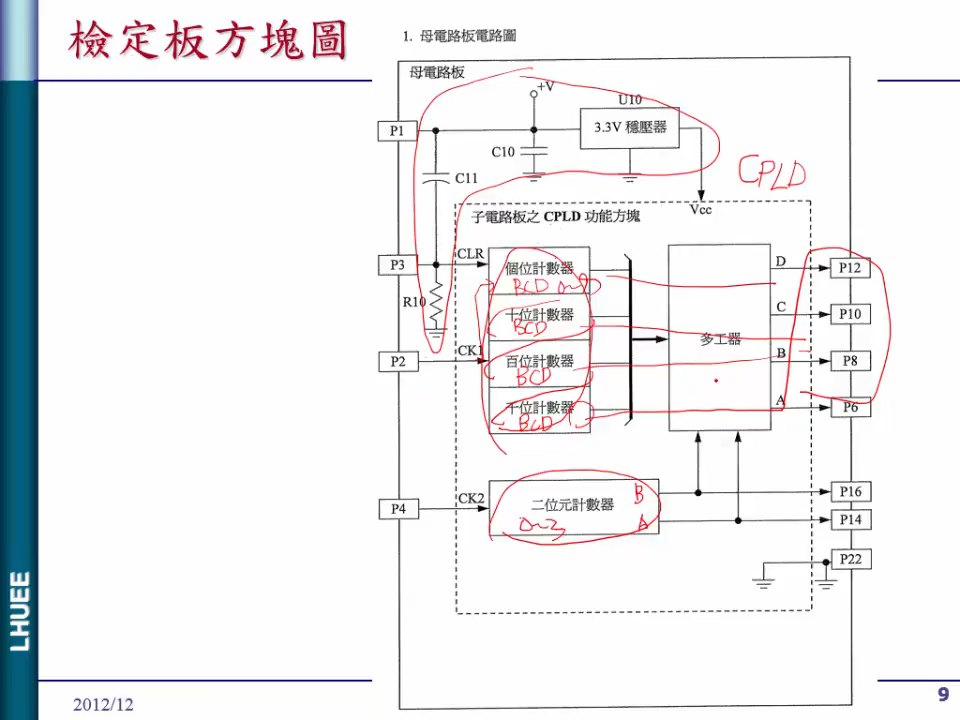 檢定板方塊圖
1. 母電路板電路圖
母電路板
+V
U10
P1
3.3V 穩壓器
C10
C11
CPLD
Vcc
子電路板之 CPLD 功能方塊
P3
CLR
個位計數器
BCD
D
P12
R10
十位計數器
BCD
C
P10
多工器
P2
CK1
百位計數器
BCD
B
P8
千位計數器
BCD
A
P6
P4
CK2
二位元計數器
0~3
B
A
P16
P14
P22
LHUEE
2012/12
9